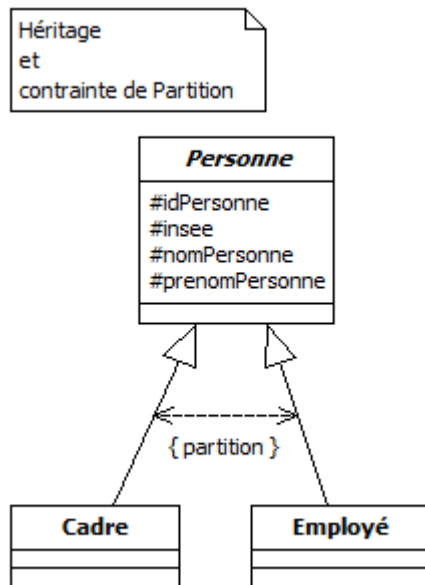 Héritage
et
contrainte de Partition
Personne
#idPersonne
#insee
#nomPersonne
#prenomPersonne
{ partition }
Cadre
Employé